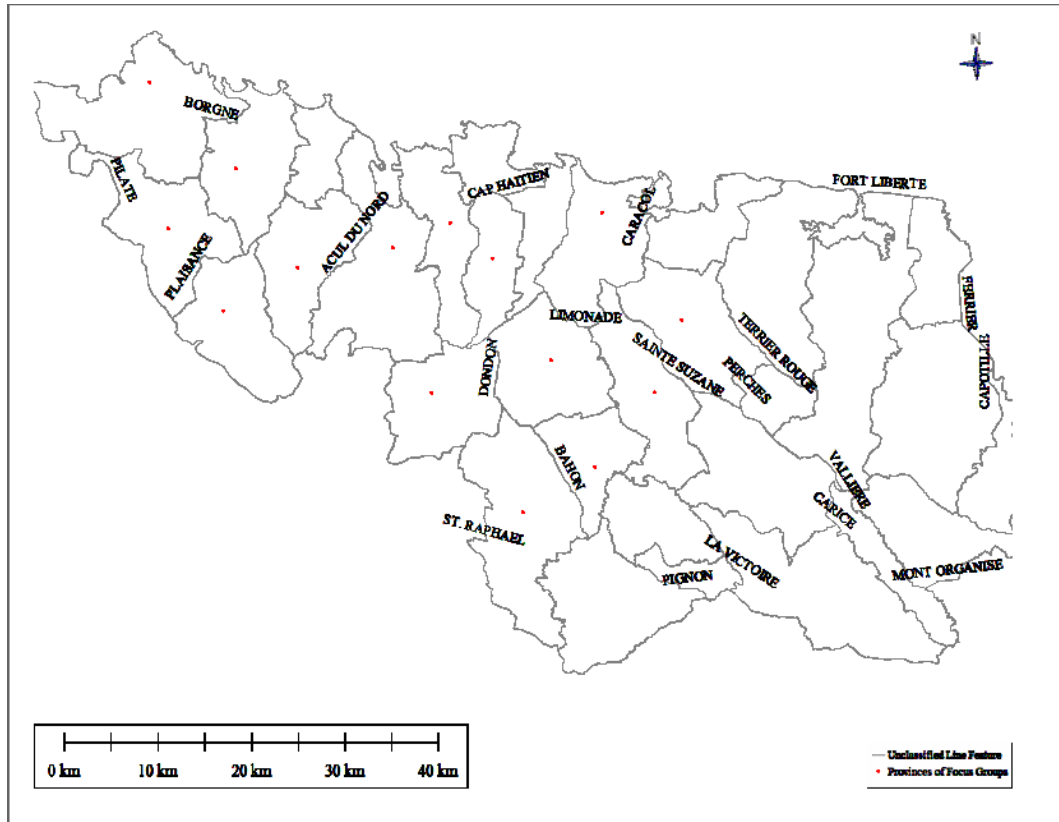 N
BORGNE
PILATE
PLAISANCE
ACUL DU NORD
CAP HAITIEN
CARACOL
FORT LIBERTE
FERRIER
CAPOTILLE
LIMONADE
SAINTE SUZANE
PERCHES
TERRIER ROUGE
DONDON
BAHON
ST. RAPHAEL
VALLIERE
CARICE
LA VICTOIRE
PIGNON
MONT ORGANISE
0 km 10 km 20 km 30 km 40 km
Unclassified Line Feature
Provinces of Focus Groups